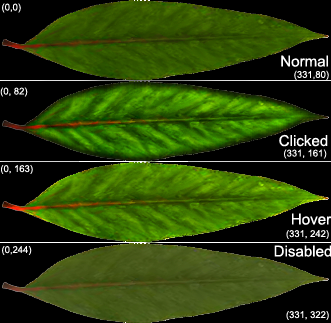 (0,0)
Normal
(331,80)
(0, 82)
Clicked
(331, 161)
(0, 163)
Hover
(331, 242)
(0,244)
Disabled
(331, 322)